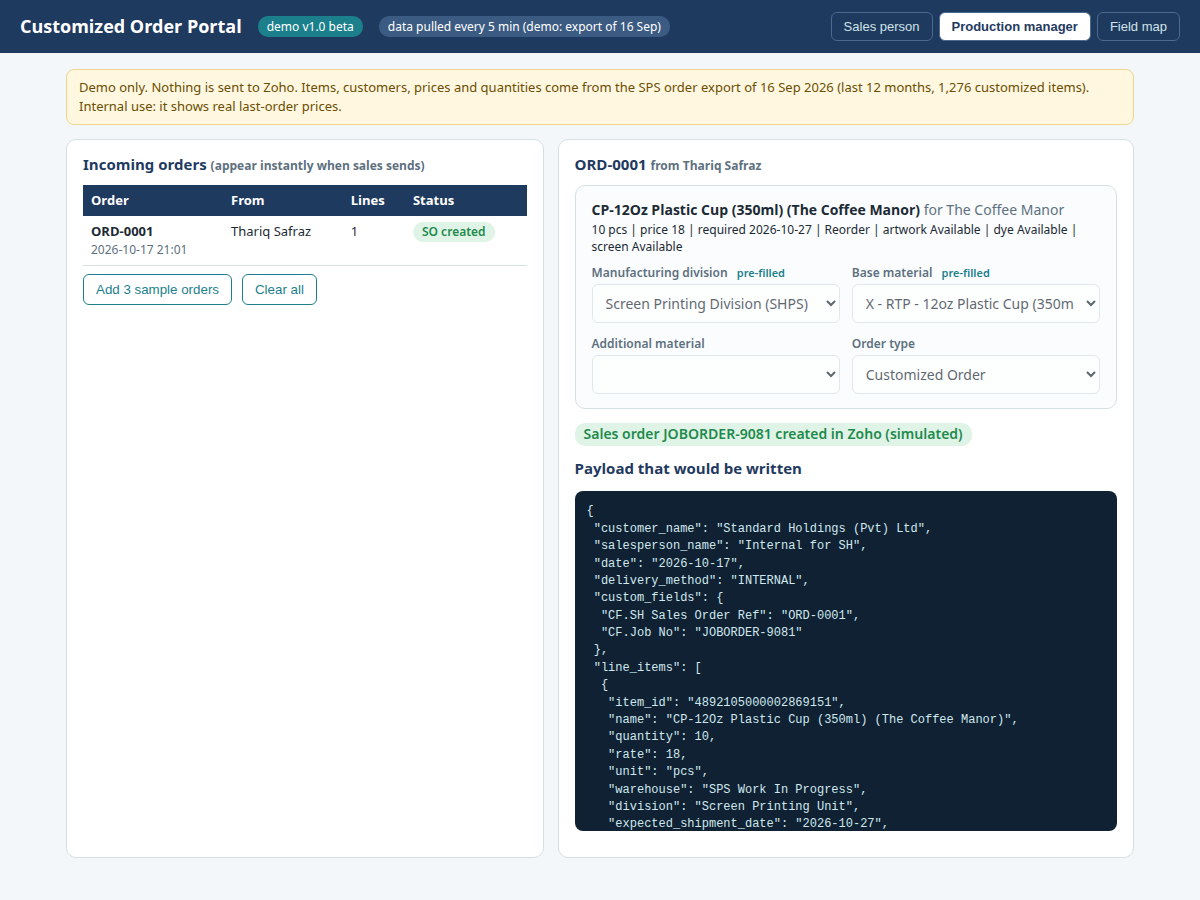 Customized Order Portal demo v1.0 beta data pulled every 5 min (demo: export of 16 Sep) Sales person Production manager Field map
Demo only. Nothing is sent to Zoho. Items, customers, prices and quantities come from the SPS order export of 16 Sep 2026 (last 12 months, 1,276 customized items).
Internal use: it shows real last-order prices.
Incoming orders (appear instantly when sales sends)
Order From Lines Status
ORD-0001 Thariq Safraz 1 SO created
2026-10-17 21:01
Add 3 sample orders Clear all
ORD-0001 from Thariq Safraz
CP-12Oz Plastic Cup (350ml) (The Coffee Manor) for The Coffee Manor
10 pcs | price 18 | required 2026-10-27 | Reorder | artwork Available | dye Available |
screen Available
Manufacturing division pre-filled Base material pre-filled
Screen Printing Division (SHPS) X - RTP - 12oz Plastic Cup (350m
Additional material Order type
Customized Order
Sales order JOBORDER-9081 created in Zoho (simulated)
Payload that would be written
{
"customer_name": "Standard Holdings (Pvt) Ltd",
"salesperson_name": "Internal for SH",
"date": "2026-10-17",
"delivery_method": "INTERNAL",
"custom_fields": {
"CF.SH Sales Order Ref": "ORD-0001",
"CF.Job No": "JOBORDER-9081"
},
"line_items": [
{
"item_id": "4892105000002869151",
"name": "CP-12Oz Plastic Cup (350ml) (The Coffee Manor)",
"quantity": 10,
"rate": 18,
"unit": "pcs",
"warehouse": "SPS Work In Progress",
"division": "Screen Printing Unit",
"expected_shipment_date": "2026-10-27",